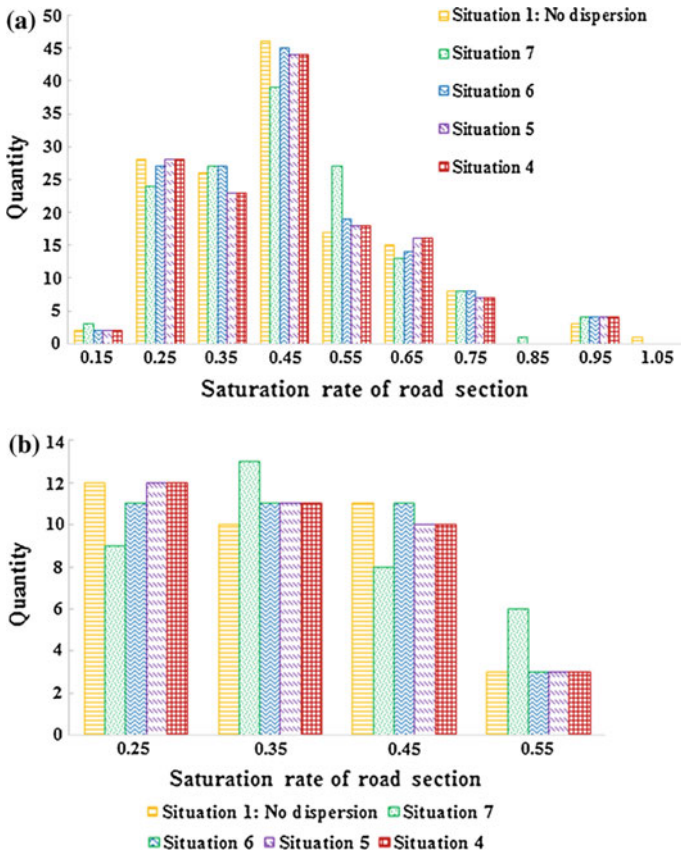 (a)
50
45
40
35
30
25
20
15
10
5
0
Quantity
Situation 1: No dispersion
Situation 7
Situation 6
Situation 5
Situation 4
0.15 0.25 0.35 0.45 0.55 0.65 0.75 0.85 0.95 1.05
Saturation rate of road section
(b)
14
12
10
8
6
4
2
0
Quantity
0.25 0.35 0.45 0.55
Saturation rate of road section
Situation 1: No dispersion Situation 7
Situation 6 Situation 5 Situation 4